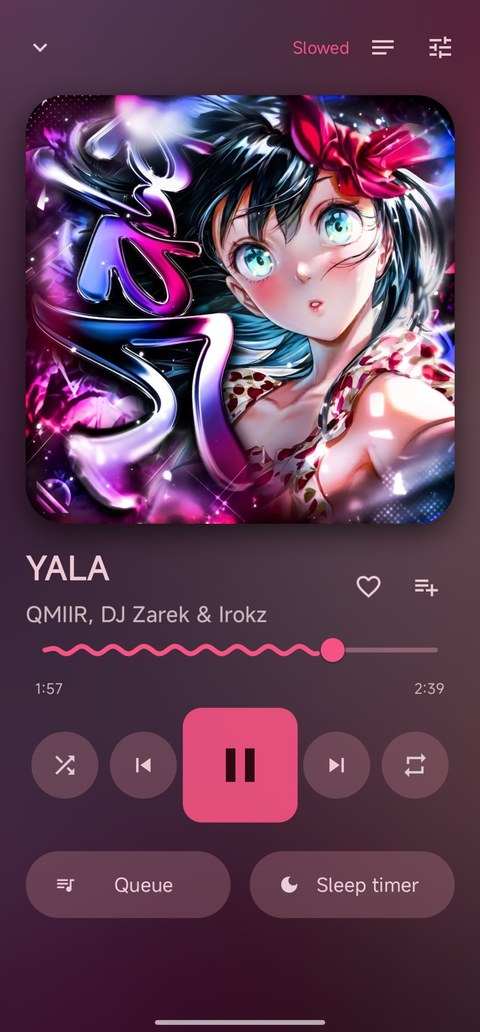 Slowed
YALA
QMIIR, DJ Zarek & Irokz
1:57
2:39
Queue
Sleep timer